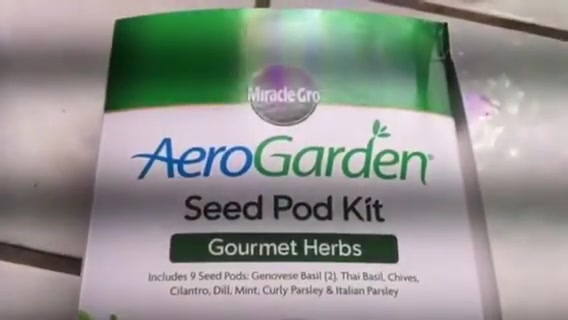 Miracle-Gro
AeroGarden
Seed Pod Kit
Gourmet Herbs
Includes 9 Seed Pods: Genovese Basil (2), Thai Basil, Chives,
Cilantro, Dill, Mint, Curly Parsley & Italian Parsley